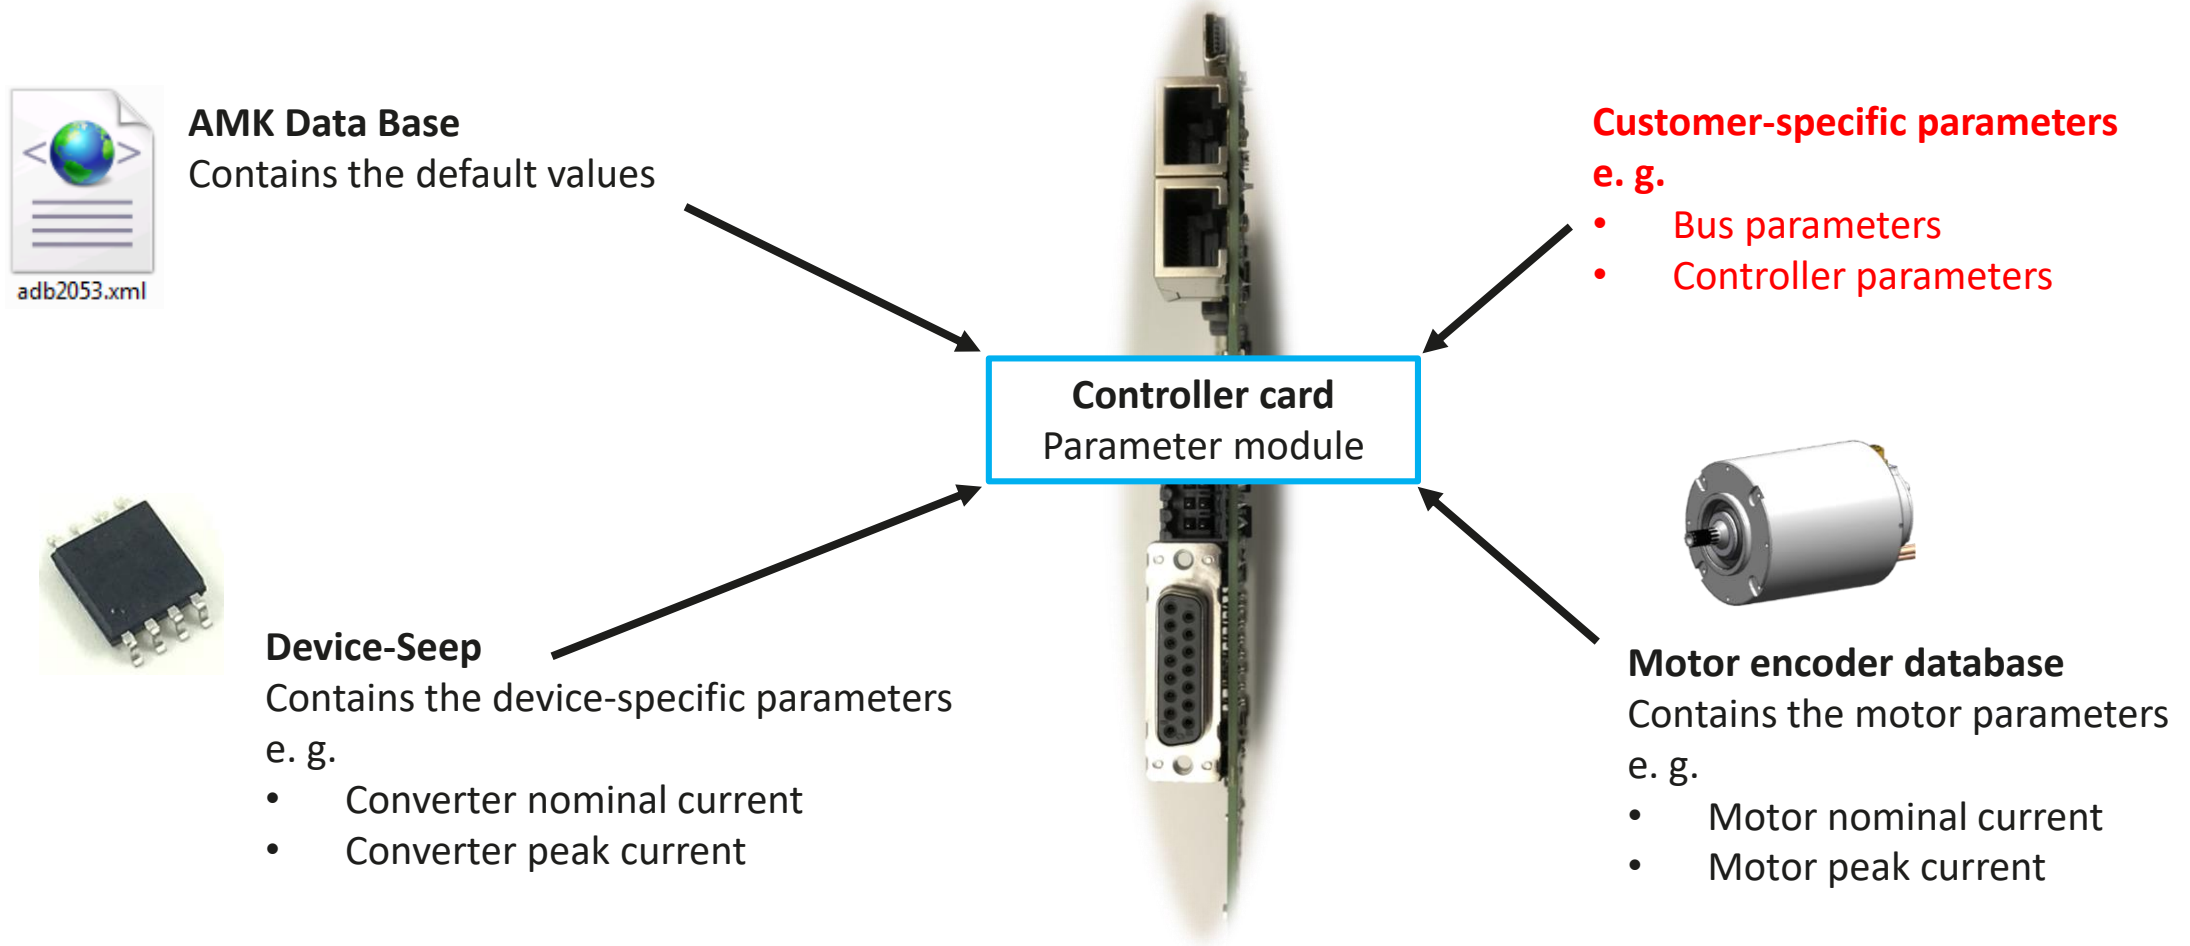 AMK Data Base
Contains the default values
adb2053.xml
Customer-specific parameters
e. g.
• Bus parameters
• Controller parameters
Controller card
Parameter module
Device-Seep
Contains the device-specific parameters
e. g.
• Converter nominal current
• Converter peak current
Motor encoder database
Contains the motor parameters
e. g.
• Motor nominal current
• Motor peak current